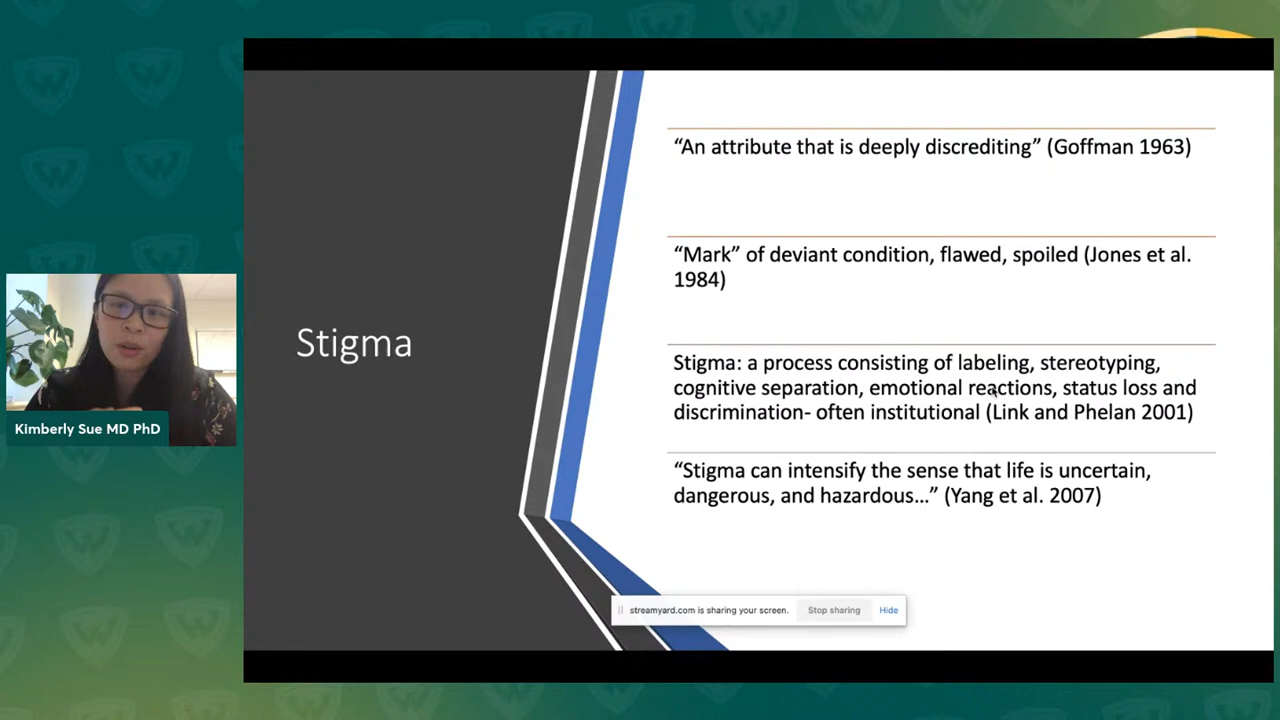 Stigma
“An attribute that is deeply discrediting” (Goffman 1963)
“Mark” of deviant condition, flawed, spoiled (Jones et al.
1984)
Stigma: a process consisting of labeling, stereotyping,
cognitive separation, emotional reactions, status loss and
discrimination- often institutional (Link and Phelan 2001)
“Stigma can intensify the sense that life is uncertain,
dangerous, and hazardous…” (Yang et al. 2007)
Kimberly Sue MD PhD
streamyard.com is sharing your screen.
Stop sharing
Hide